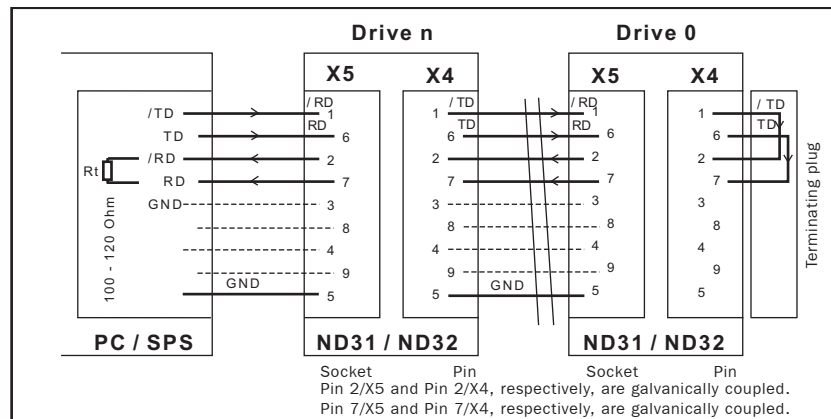 Drive n Drive 0
X5 X4 X5 X4
/TD /RD 1 1 /TD /RD 1 1 /TD
TD RD 6 6 TD RD 6 6 TD
/RD 2 2 2 2
Rt
RD 7 7 7 7
GND 3 3 3 3
8 8 8 8
4 4 4 4
9 9 9 9
GND 5 5 GND 5 5
100 - 120 Ohm
Terminating plug
PC / SPS ND31 / ND32 ND31 / ND32
Socket Pin Socket Pin
Pin 2/X5 and Pin 2/X4, respectively, are galvanically coupled.
Pin 7/X5 and Pin 7/X4, respectively, are galvanically coupled.